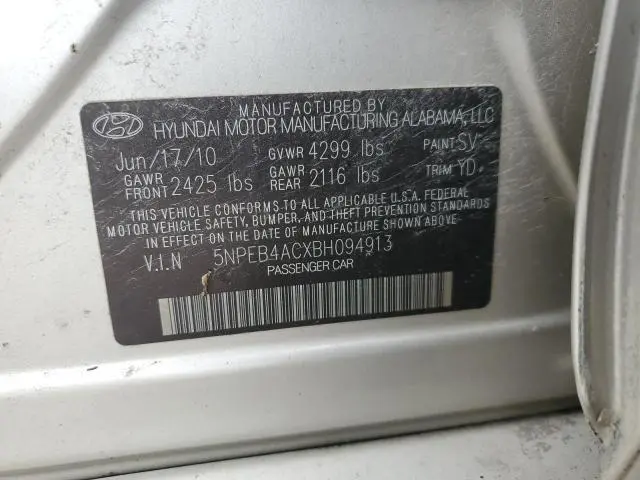 MANUFACTURED BY
HYUNDAI MOTOR MANUFACTURING ALABAMA, LLC
Jun/17/10 GVWR 4299 lbs PAINT SV
GAWR FRONT 2425 lbs GAWR REAR 2116 lbs TRIM YD
THIS VEHICLE CONFORMS TO ALL APPLICABLE U.S.A. FEDERAL
MOTOR VEHICLE SAFETY, BUMPER, AND THEFT PREVENTION STANDARDS
IN EFFECT ON THE DATE OF MANUFACTURE SHOWN ABOVE.
V.I.N 5NPEB4ACXBH094913
PASSENGER CAR